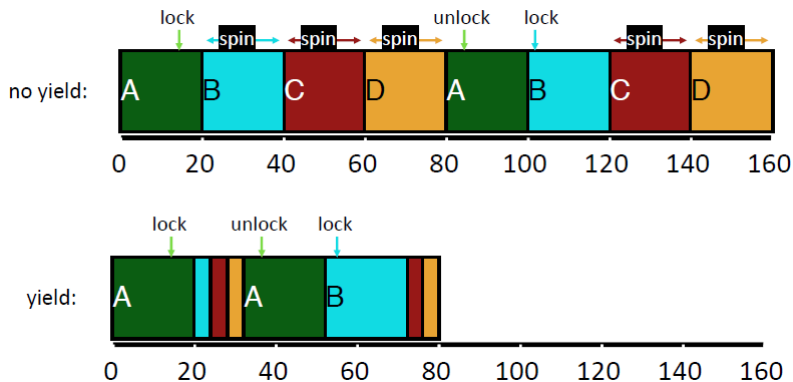 lock unlock lock
spin spin spin spin spin
no yield: A B C D A B C D
0 20 40 60 80 100 120 140 160
lock unlock lock
yield: A A B
0 20 40 60 80 100 120 140 160